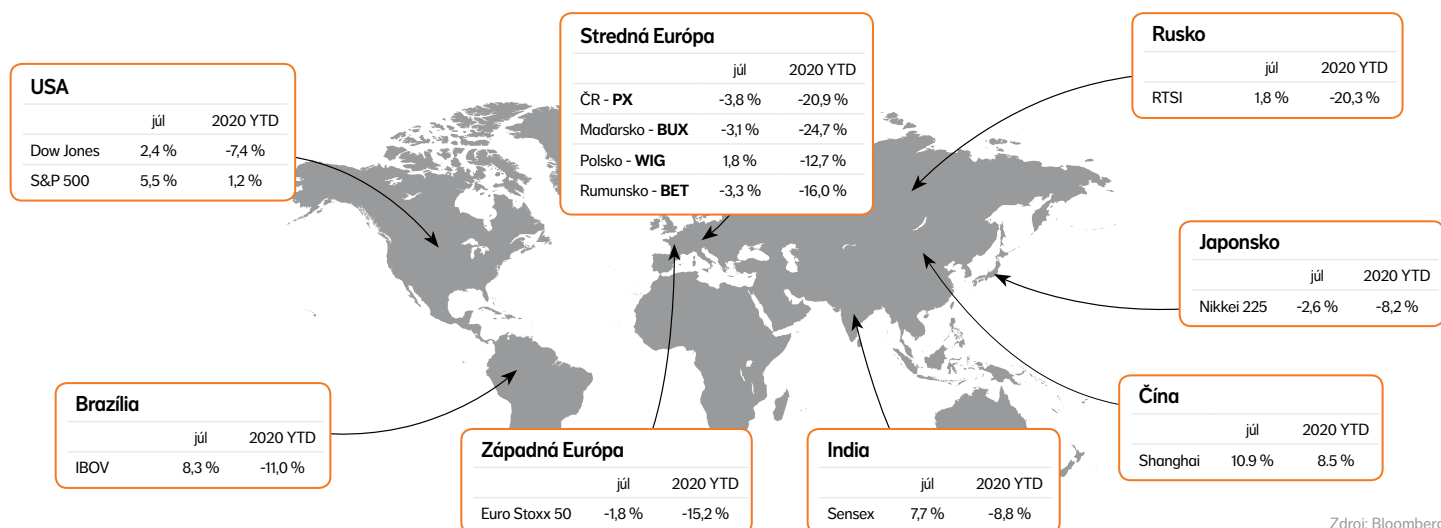 USA
júl 2020 YTD
Dow Jones 2,4 % -7,4 %
S&P 500 5,5 % 1,2 %
Stredná Európa
júl 2020 YTD
ČR - PX -3,8 % -20,9 %
Maďarsko - BUX -3,1 % -24,7 %
Polsko - WIG 1,8 % -12,7 %
Rumunsko - BET -3,3 % -16,0 %
Rusko
júl 2020 YTD
RTSI 1,8 % -20,3 %
Japonsko
júl 2020 YTD
Nikkei 225 -2,6 % -8,2 %
Brazília
júl 2020 YTD
IBOV 8,3 % -11,0 %
Západná Európa
júl 2020 YTD
Euro Stoxx 50 -1,8 % -15,2 %
India
júl 2020 YTD
Sensex 7,7 % -8,8 %
Čína
júl 2020 YTD
Shanghai 10.9 % 8.5 %
Zdroj: Bloomberg